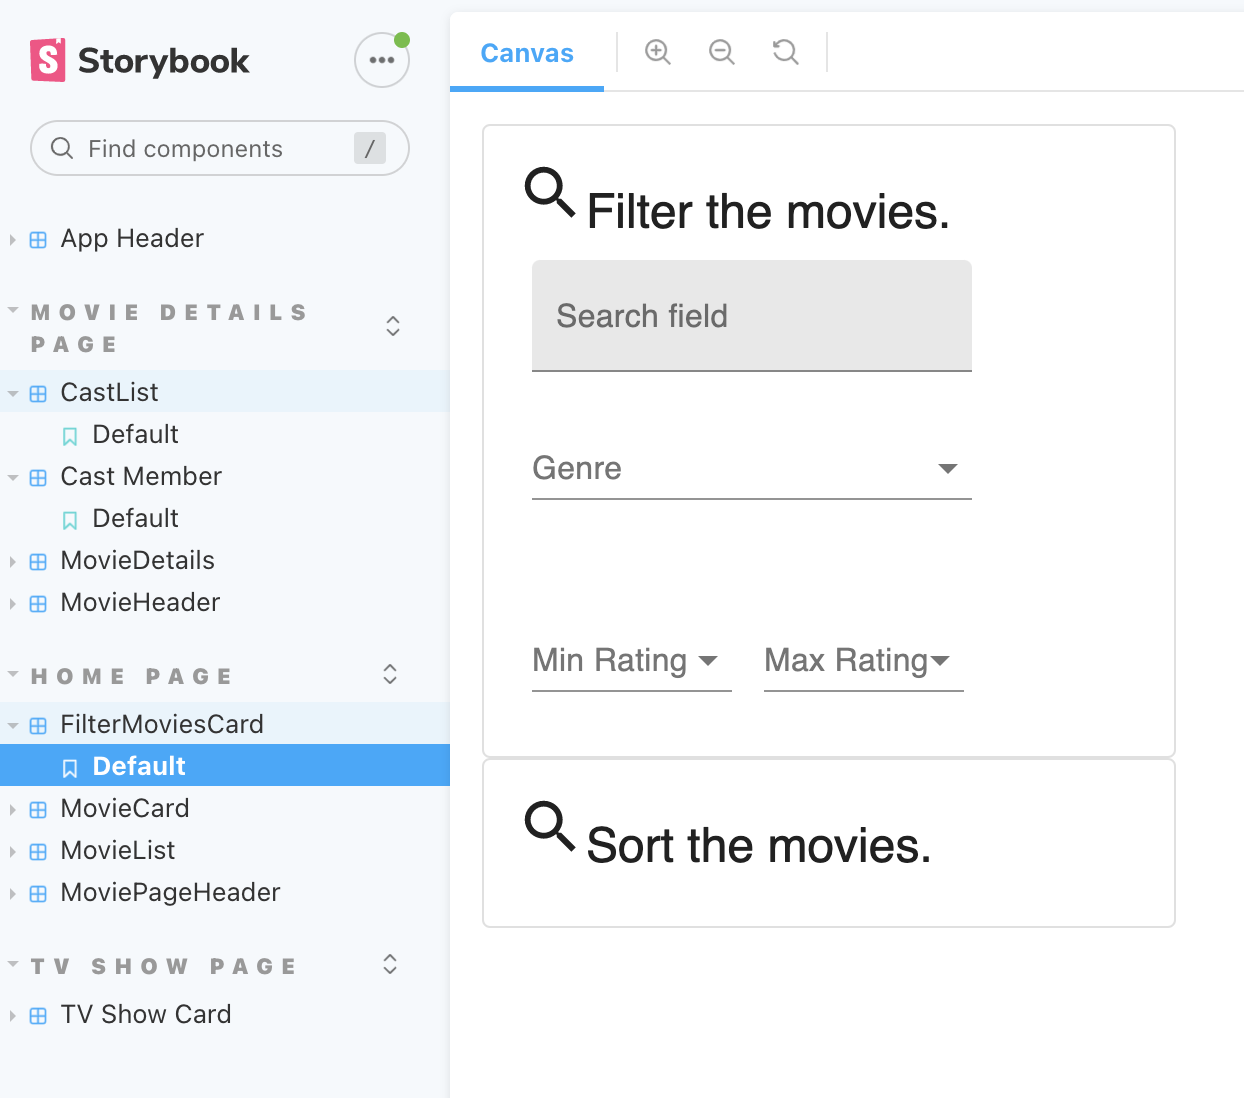 Storybook
Find components
/
App Header
MOVIE DETAILS
PAGE
CastList
Default
Cast Member
Default
MovieDetails
MovieHeader
HOME PAGE
FilterMoviesCard
Default
MovieCard
MovieList
MoviePageHeader
TV SHOW PAGE
TV Show Card
Canvas
Filter the movies.
Search field
Genre
Min Rating
Max Rating
Sort the movies.